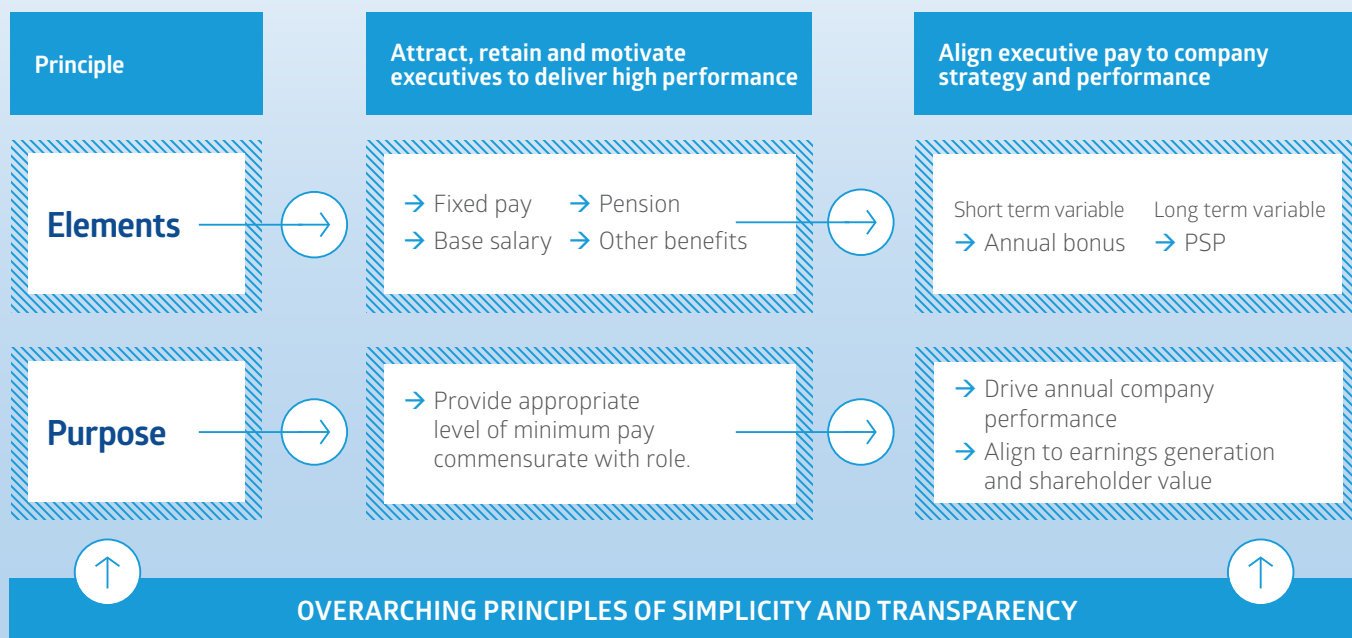 Principle
Attract, retain and motivate
executives to deliver high performance
Align executive pay to company
strategy and performance
Elements
→ Fixed pay → Pension
→ Base salary → Other benefits
Short term variable Long term variable
→ Annual bonus → PSP
Purpose
→ Provide appropriate
level of minimum pay
commensurate with role.
→ Drive annual company
performance
→ Align to earnings generation
and shareholder value
OVERARCHING PRINCIPLES OF SIMPLICITY AND TRANSPARENCY